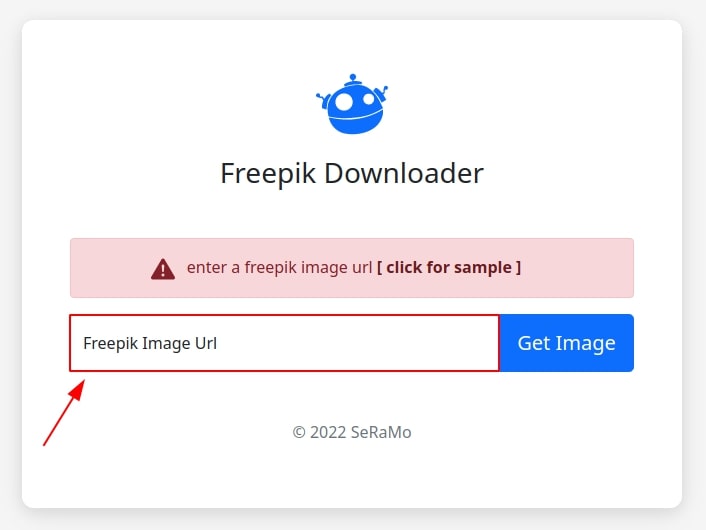 Freepik Downloader
enter a freepik image url [ click for sample ]
Freepik Image Url
Get Image
© 2022 SeRaMo